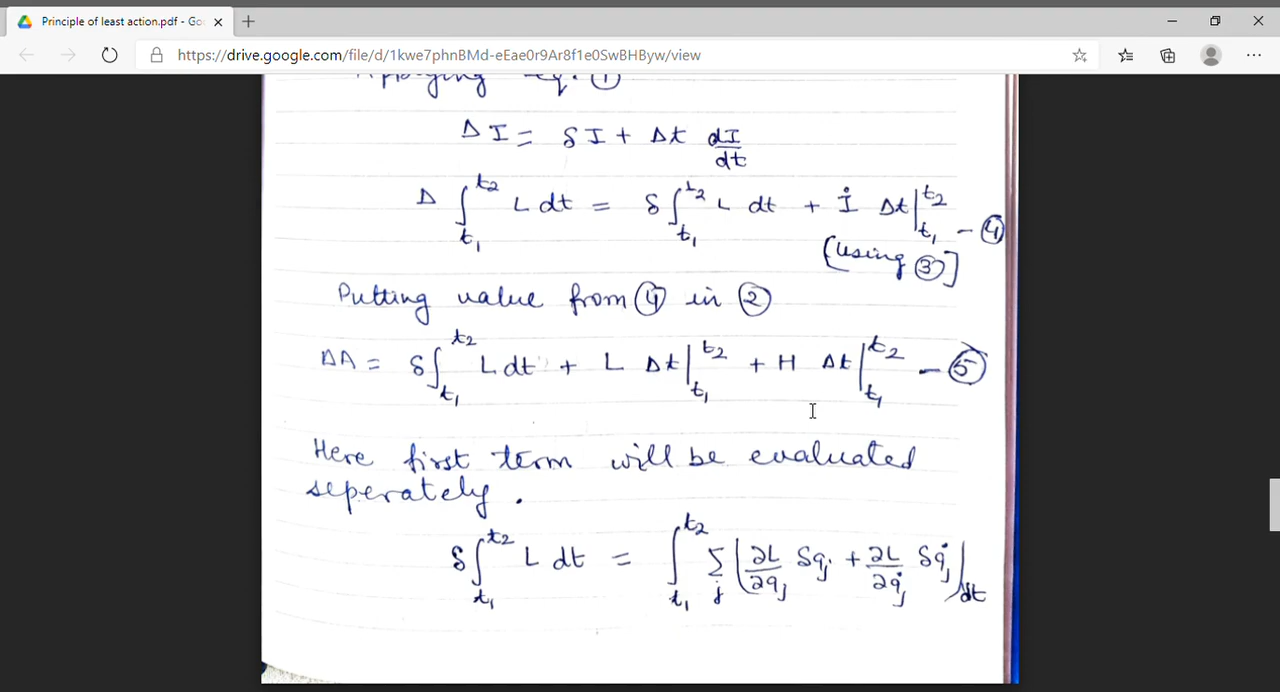 Principle of least action.pdf - Go
https://drive.google.com/file/d/1kwe7phnBMd-eEae0r9Ar8f1e0SwBHByw/view
Applying eq. ①
ΔI = δI + Δt dI/dt
Δ ∫_{t1}^{t2} L dt = δ ∫_{t1}^{t2} L dt + İ Δt |_{t1}^{t2} - ④
[using ③]
Putting value from ④ in ②
ΔA = δ ∫_{t1}^{t2} L dt + L Δt |_{t1}^{t2} + H Δt |_{t1}^{t2} - ⑤
Here first term will be evaluated
seperately.
δ ∫_{t1}^{t2} L dt = ∫_{t1}^{t2} Σ_j (∂L/∂q_j δq_j + ∂L/∂q̇_j δq̇_j) dt